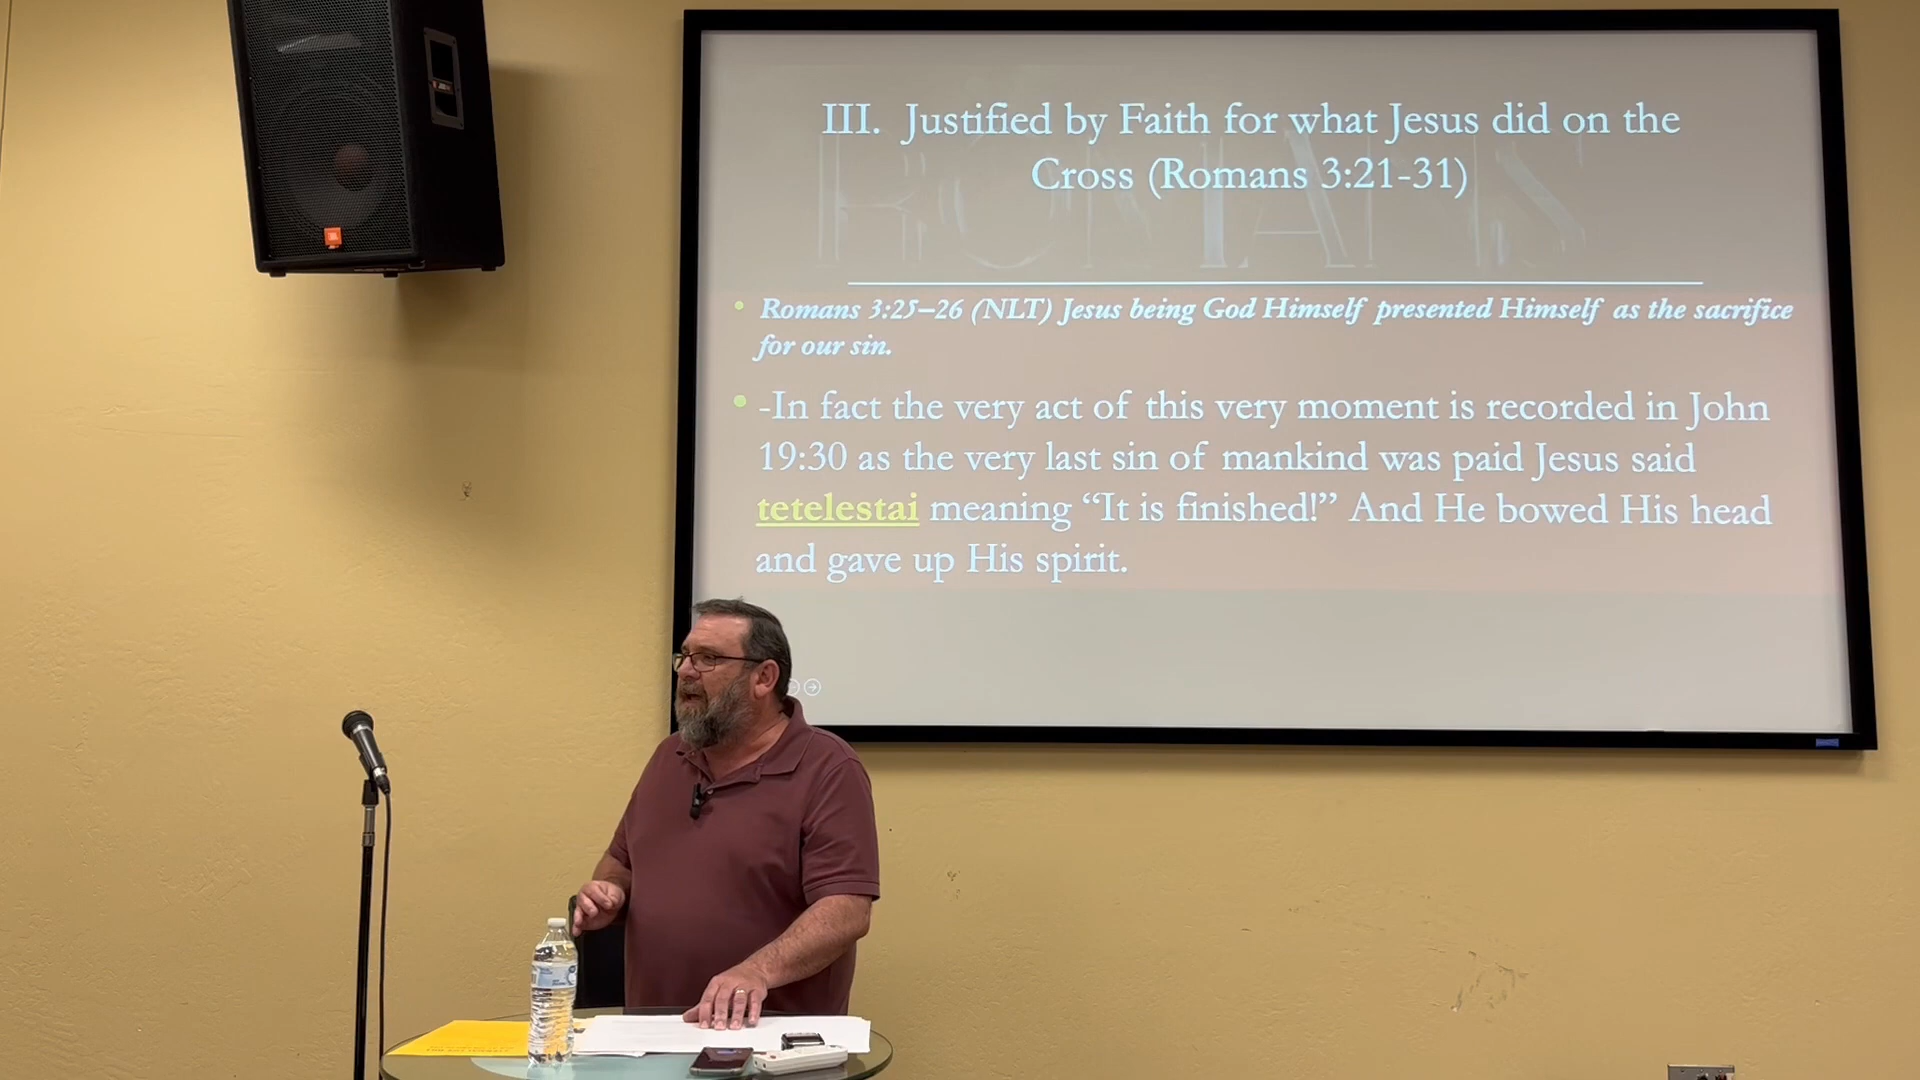 III. Justified by Faith for what Jesus did on the
Cross (Romans 3:21-31)
ROMANS
• Romans 3:25–26 (NLT) Jesus being God Himself presented Himself as the sacrifice
for our sin.
• -In fact the very act of this very moment is recorded in John
19:30 as the very last sin of mankind was paid Jesus said
tetelestai meaning “It is finished!” And He bowed His head
and gave up His spirit.